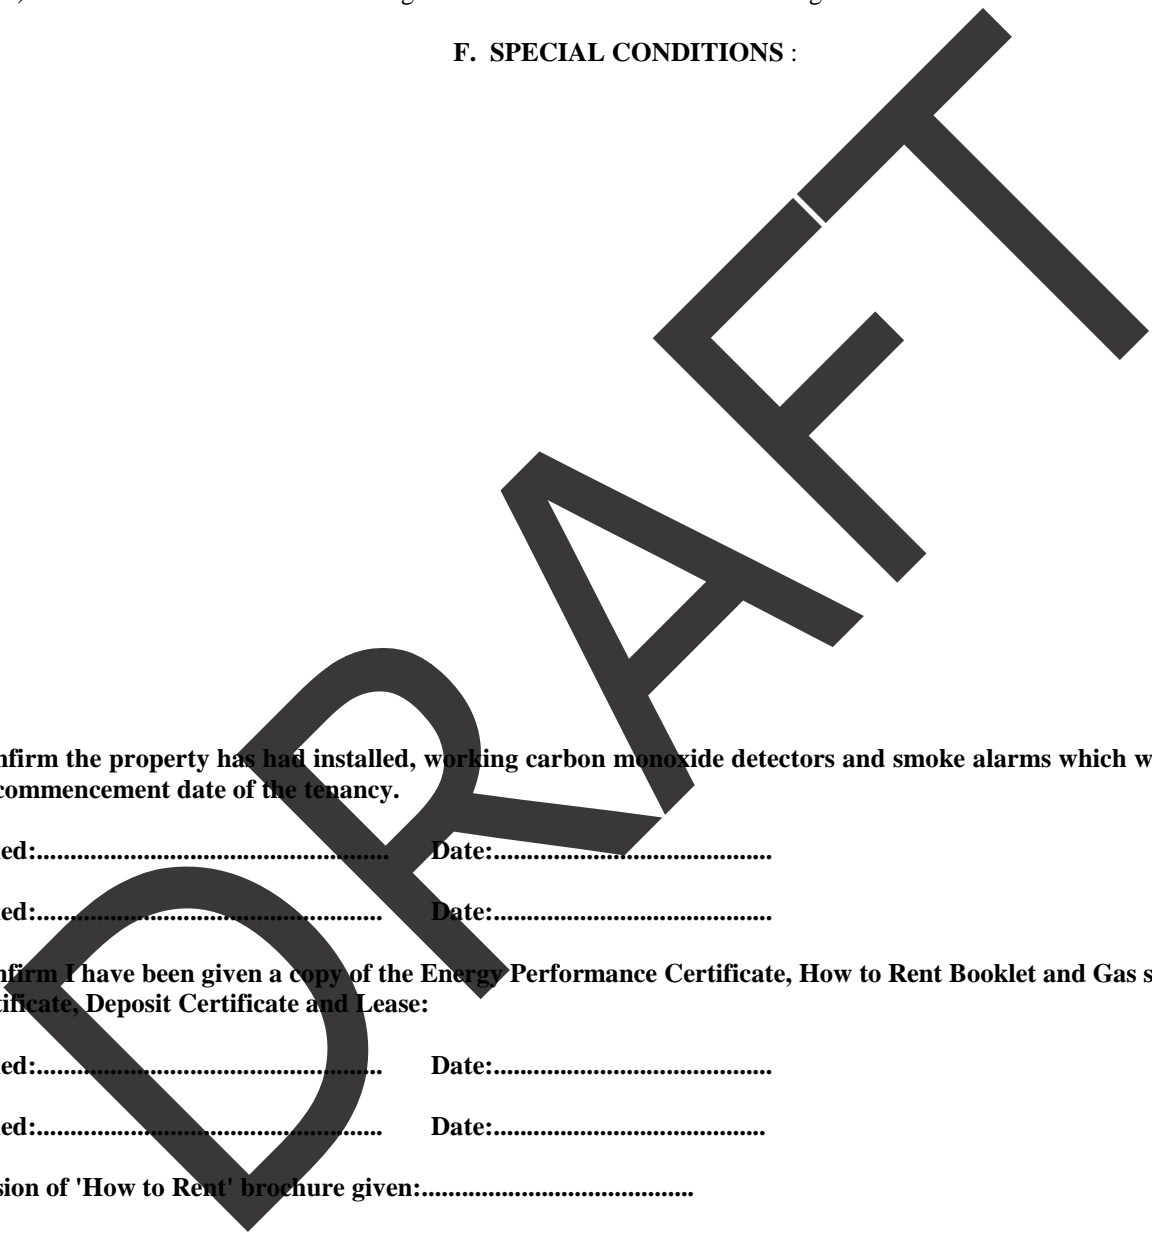 F. SPECIAL CONDITIONS :
DRAFT
nfirm the property has had installed, working carbon monoxide detectors and smoke alarms which w
commencement date of the tenancy.
ed:..................................................... Date:..........................................
ed:.................................................... Date:..........................................
nfirm I have been given a copy of the Energy Performance Certificate, How to Rent Booklet and Gas s
tificate, Deposit Certificate and Lease:
ed:.................................................... Date:..........................................
ed:.................................................... Date:.........................................
sion of 'How to Rent' brochure given:.........................................